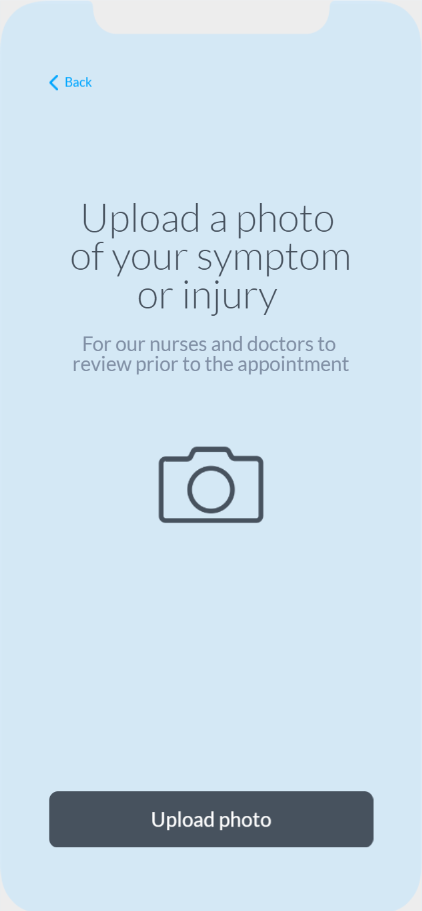 Back
Upload a photo
of your symptom
or injury
For our nurses and doctors to
review prior to the appointment
Upload photo